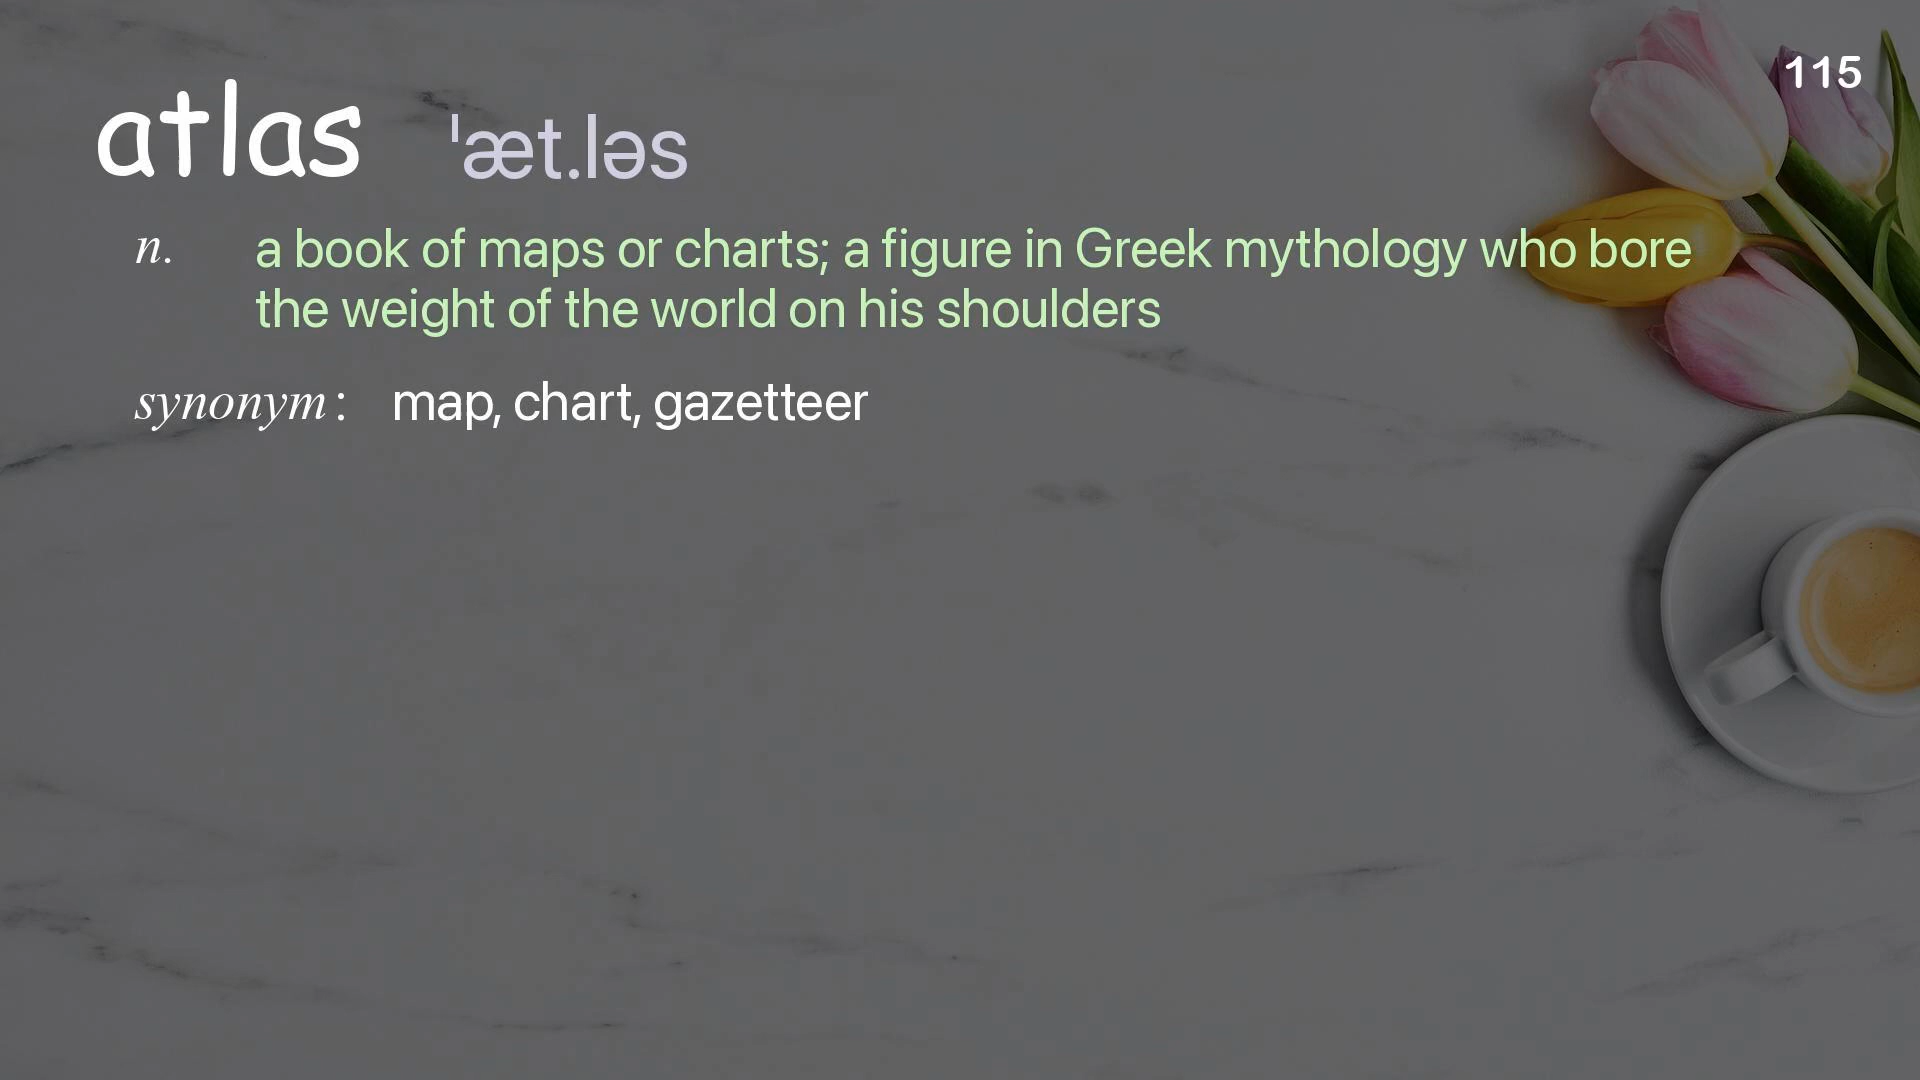 115
atlas ˈæt.ləs
n. a book of maps or charts; a figure in Greek mythology who bore
the weight of the world on his shoulders
synonym: map, chart, gazetteer